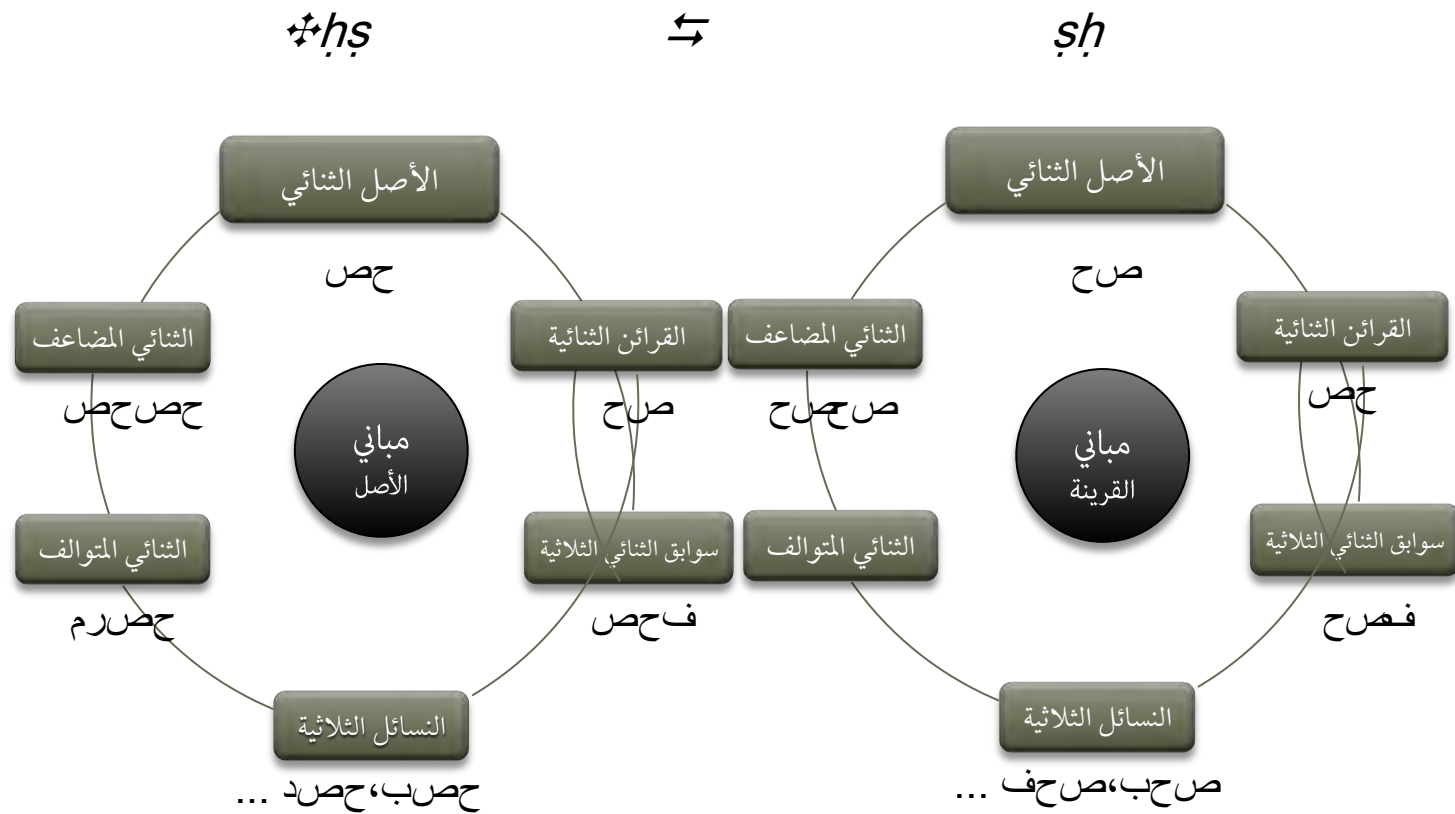 ✣ḥṣ ⇆ ṣḥ
الأصل الثنائي
صح
القرائن الثنائية
حص
الثنائي المضاعف
صحصح
مباني
القرينة
سوابق الثنائي الثلاثية
فصح
الثنائي المتوالف
النسائل الثلاثية
صحب،صحف ...
الأصل الثنائي
حص
القرائن الثنائية
صح
الثنائي المضاعف
حصحص
مباني
الأصل
سوابق الثنائي الثلاثية
فحص
الثنائي المتوالف
حصرم
النسائل الثلاثية
حصب،حصد ...